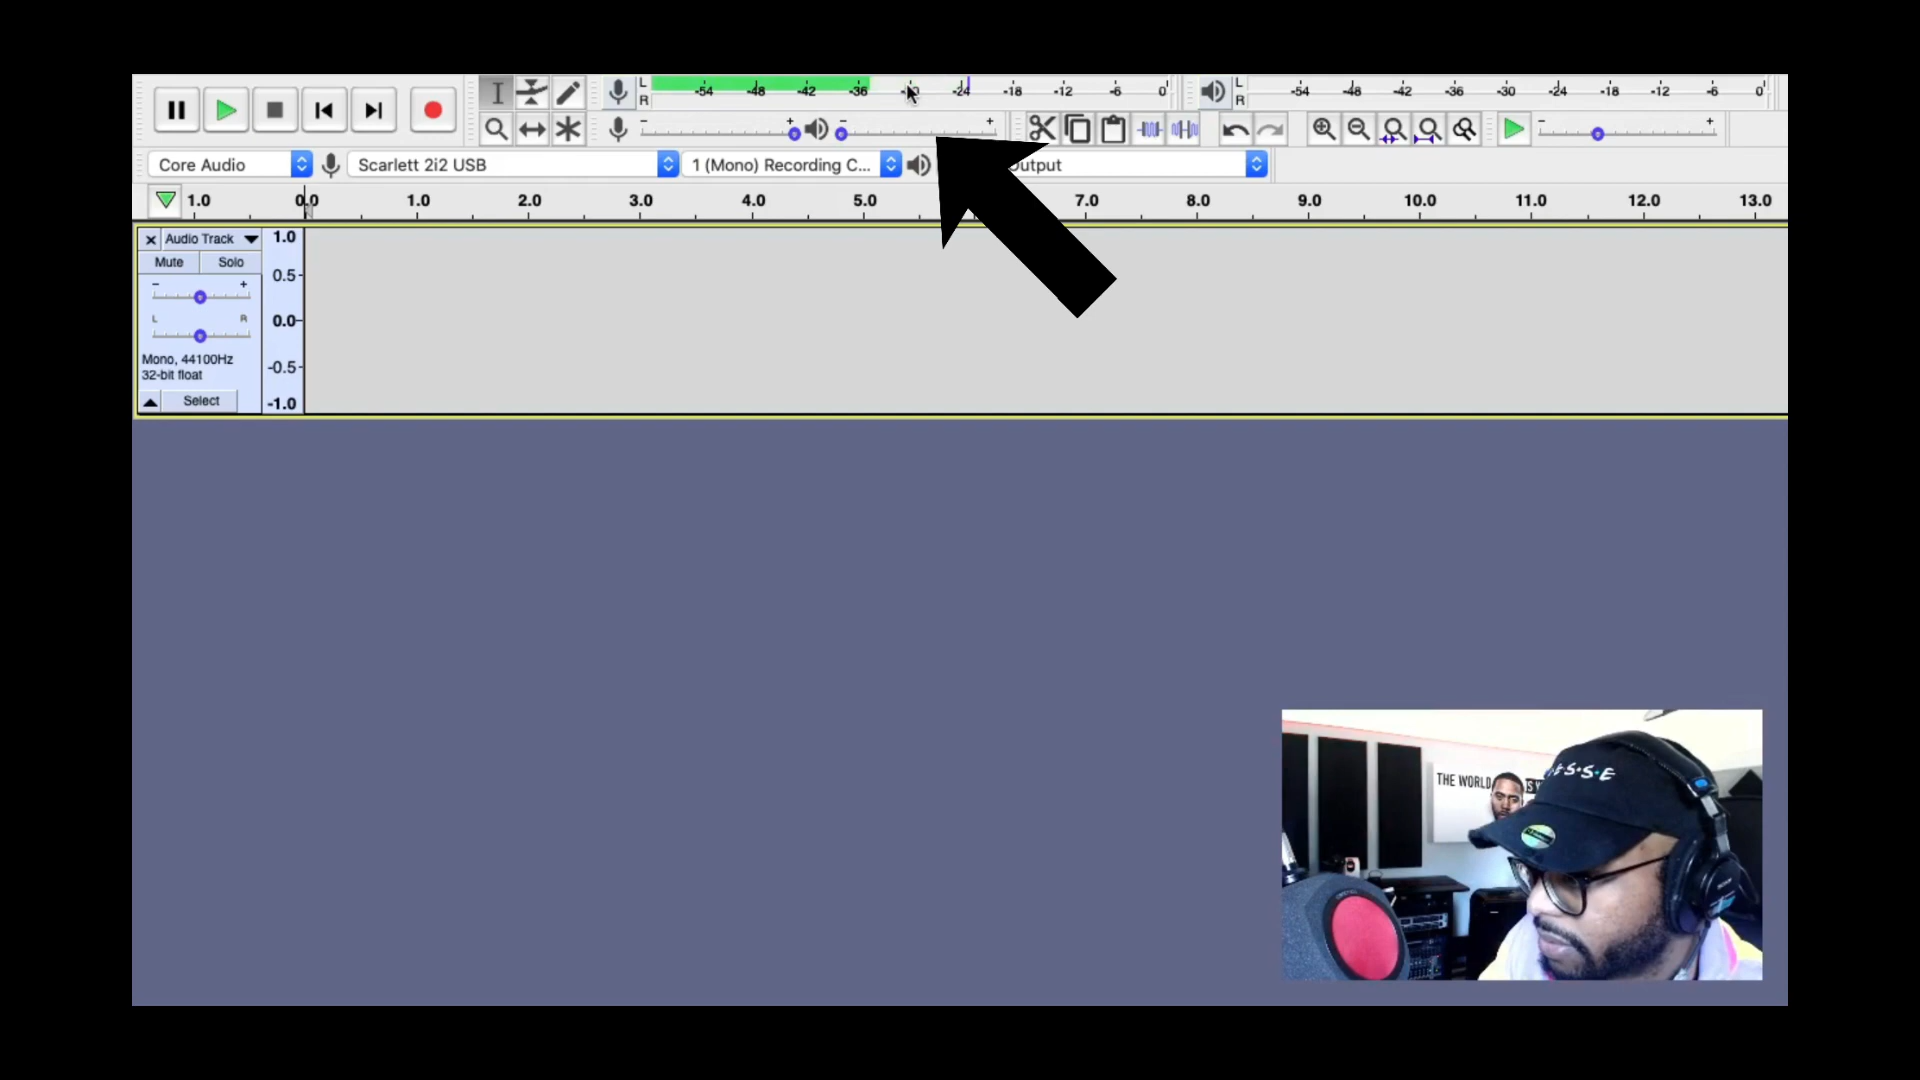 L
R
-54 -48 -42 -36 -24 -18 -12 -6 0
L
R
-54 -48 -42 -36 -30 -24 -18 -12 -6 0
- + - +
- +
Core Audio
Scarlett 2i2 USB
1 (Mono) Recording C...
utput
1.0 0.0 1.0 2.0 3.0 4.0 5.0 7.0 8.0 9.0 10.0 11.0 12.0 13.0
× Audio Track
Mute Solo
- +
L R
Mono, 44100Hz
32-bit float
Select
1.0
0.5-
0.0-
-0.5-
-1.0
THE WORLD
S·S·E